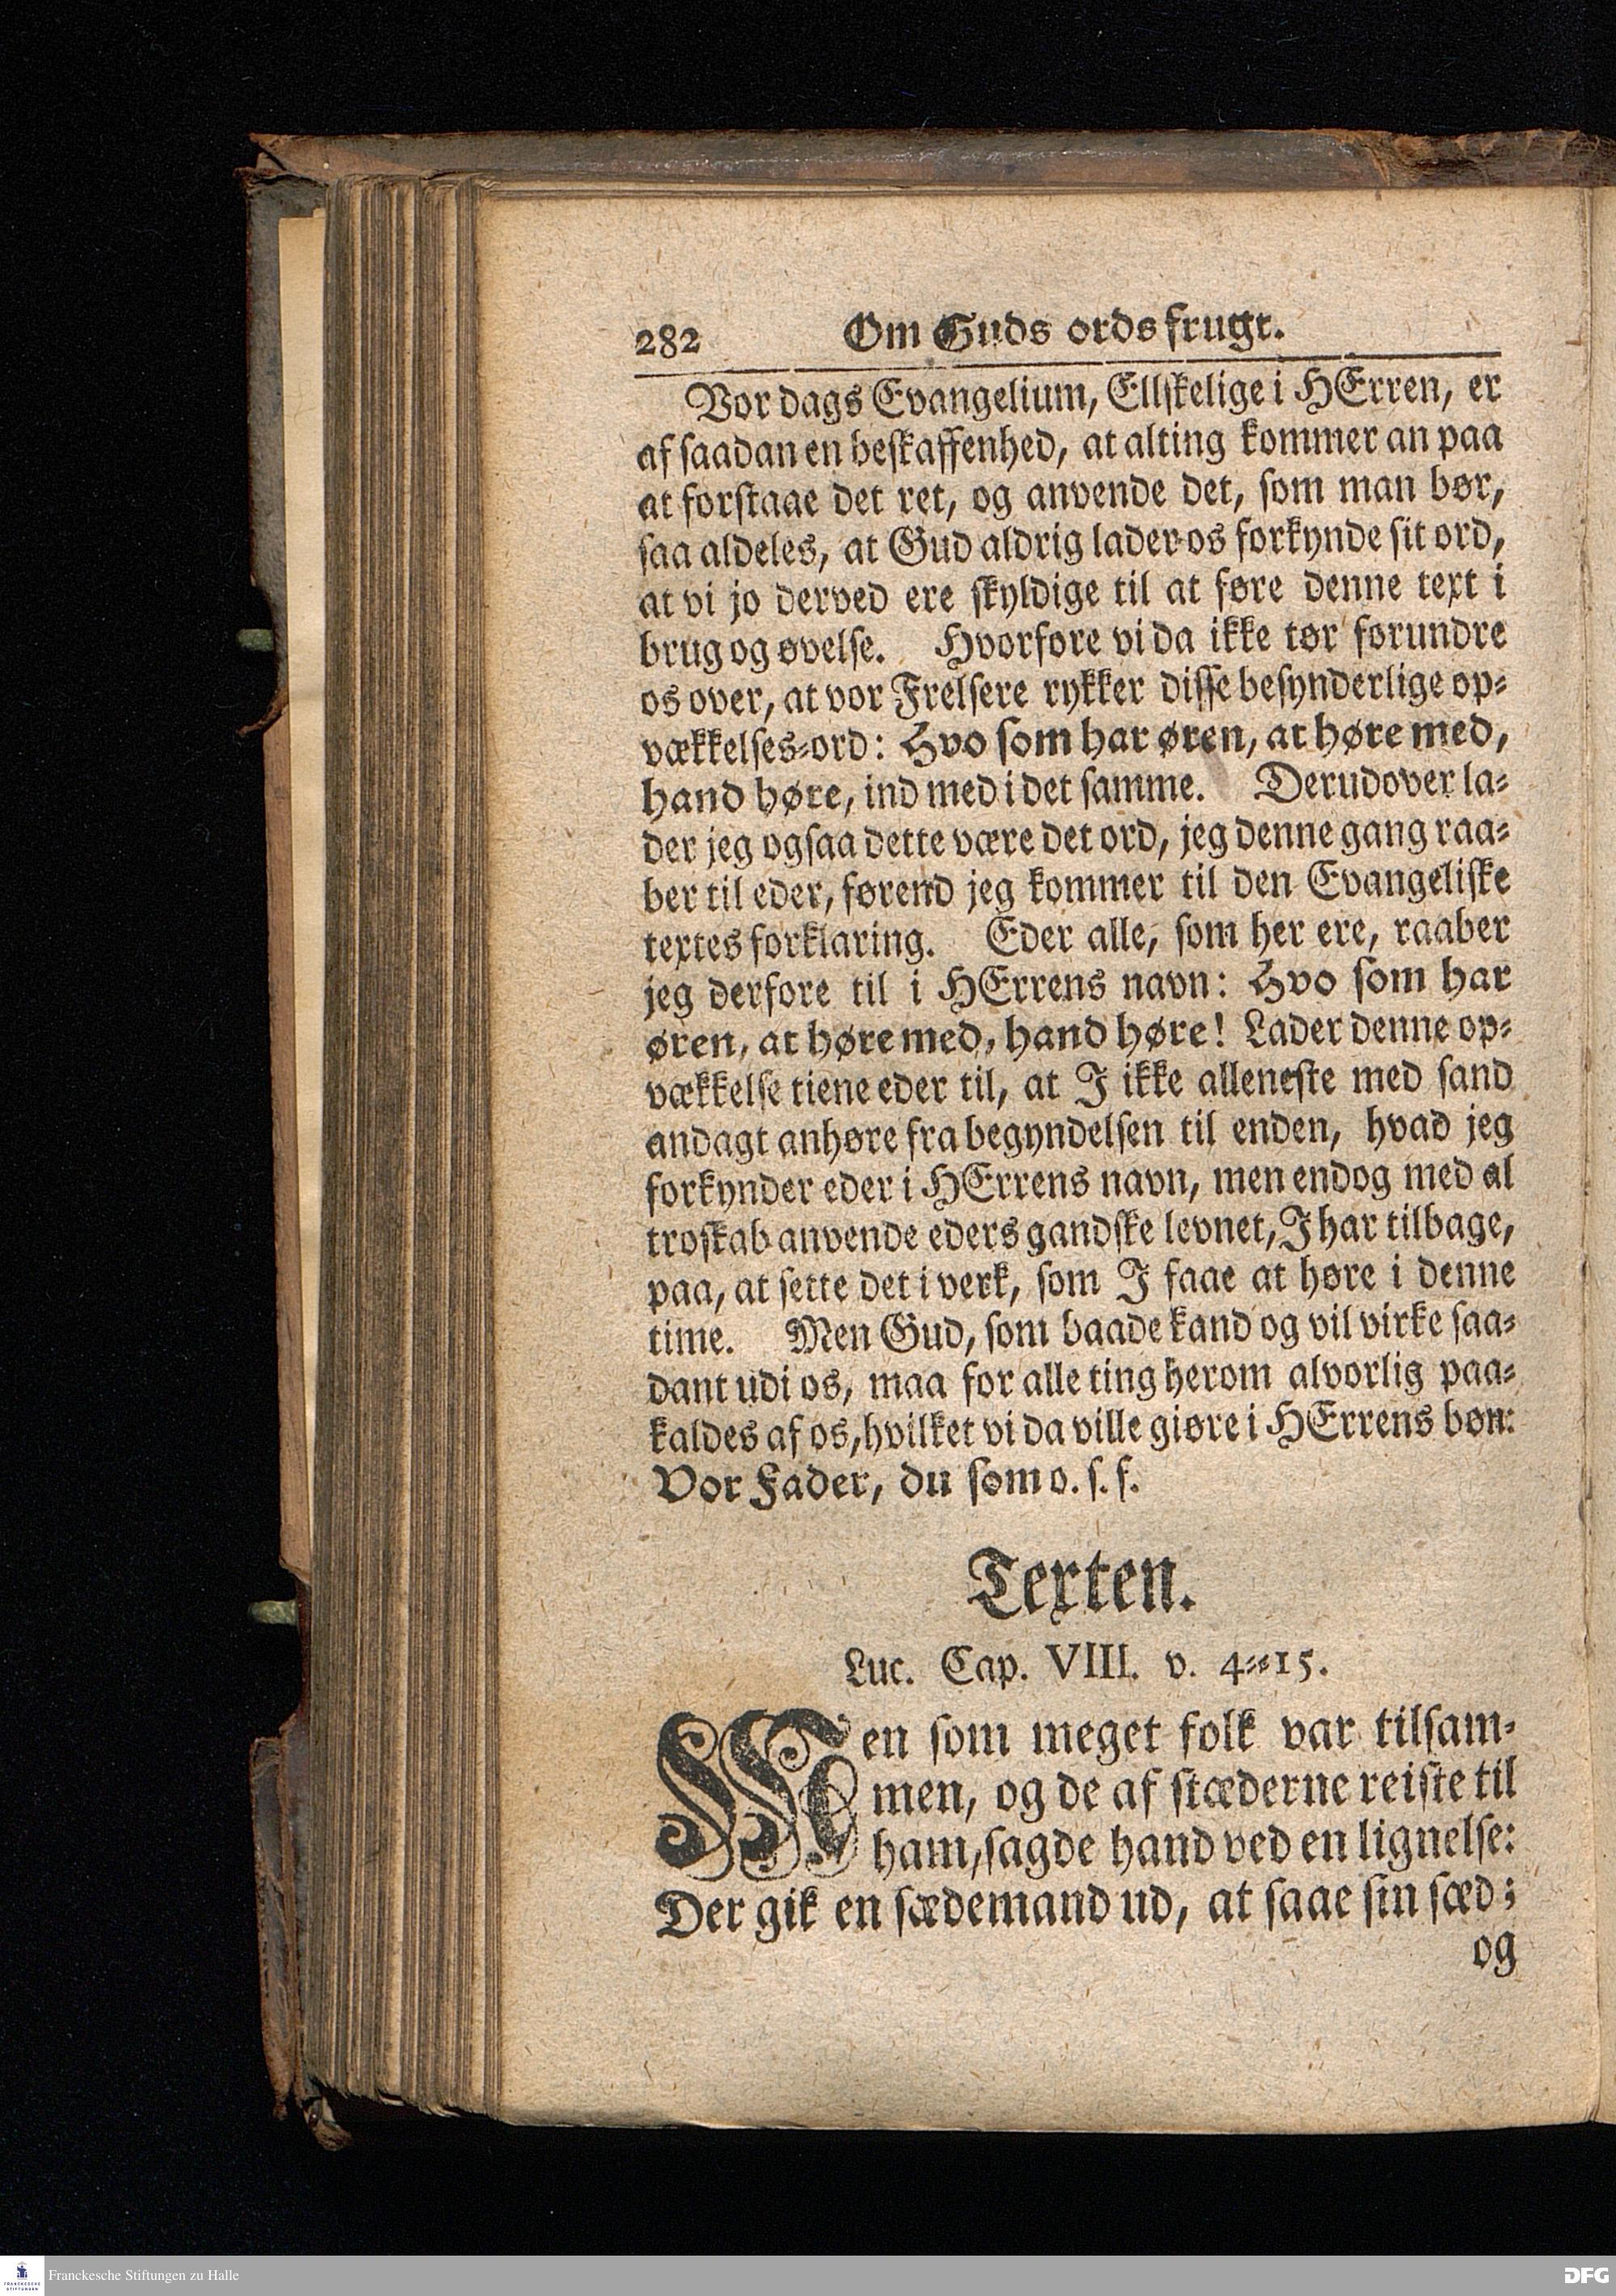 282 Om Guds ords frugt.
Vor dags Evangelium, Ellskelige i HErren, er
af saadan en beskaffenhed, at alting kommer an paa
at forstaae det ret, og anvende det, som man bør,
saa aldeles, at Gud aldrig lader os forkynde sit ord,
at vi jo derved ere skyldige til at føre denne text i
brug og øvelse. Hvorfore vi da ikke tør forundre
os over, at vor Frelsere rykker disse besynderlige op-
vækkelses-ord: Hvo som har øren, at høre med,
hand høre, ind med i det samme. Derudover la-
der jeg ogsaa dette være det ord, jeg denne gang raa-
ber til eder, førend jeg kommer til den Evangeliske
textes forklaring. Eder alle, som her ere, raaber
jeg derfore til i HErrens navn: Hvo som har
øren, at høre med, hand høre! Lader denne op-
vækkelse tiene eder til, at I ikke alleneste med sand
andagt anhøre fra begyndelsen til enden, hvad jeg
forkynder eder i HErrens navn, men endog med al
troskab anvende eders gandske levnet, I har tilbage,
paa, at sette det i verk, som I faae at høre i denne
time. Men Gud, som baade kand og vil virke saa-
dant udi os, maa for alle ting herom alvorlig paa-
kaldes af os, hvilket vi da ville giøre i HErrens bøn:
Vor Fader, du som o. s. f.
Texten.
Luc. Cap. VIII. v. 4--15.
Men som meget folk var tilsam-
men, og de af stæderne reiste til
ham, sagde hand ved en lignelse:
Der gik en sædemand ud, at saae sin sæd;
og
Franckesche Stiftungen zu Halle
FRANCKESCHE
STIFTUNGEN
DFG